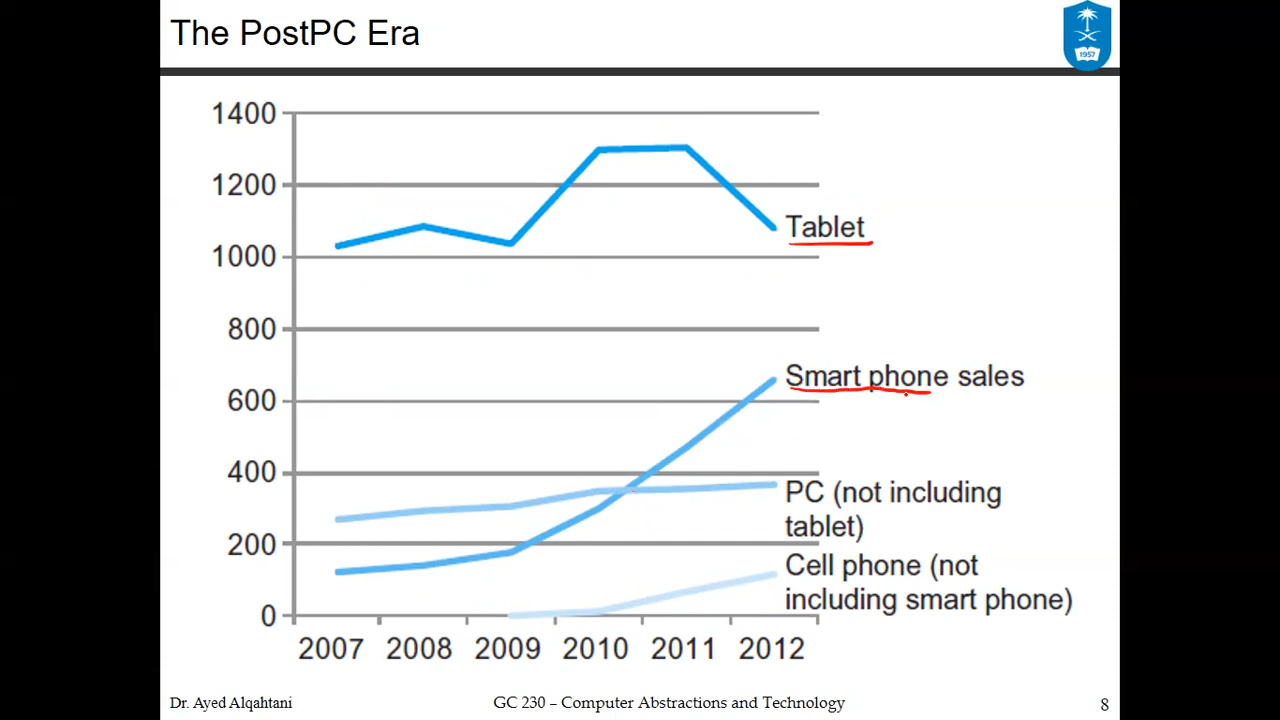 The PostPC Era
1957
1400
1200
1000
800
600
400
200
0
Tablet
Smart phone sales
PC (not including
tablet)
Cell phone (not
including smart phone)
2007 2008 2009 2010 2011 2012
Dr. Ayed Alqahtani GC 230 – Computer Abstractions and Technology 8